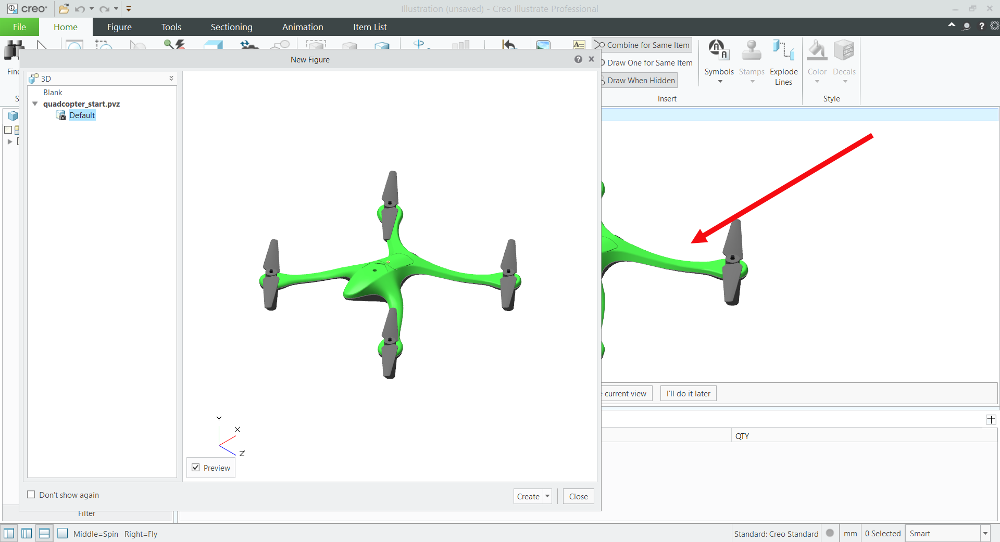 creo
Illustration (unsaved) - Creo Illustrate Professional
File
Home
Figure
Tools
Sectioning
Animation
Item List
Combine for Same Item
Draw One for Same Item
Draw When Hidden
Symbols
Stamps
Explode
Lines
Color
Decals
Insert
Style
New Figure
3D
Blank
quadcopter_start.pvz
Default
Y
X
Z
Preview
Don't show again
Create
Close
current view
I'll do it later
QTY
Filter
Middle=Spin Right=Fly
Standard: Creo Standard
mm
0 Selected
Smart